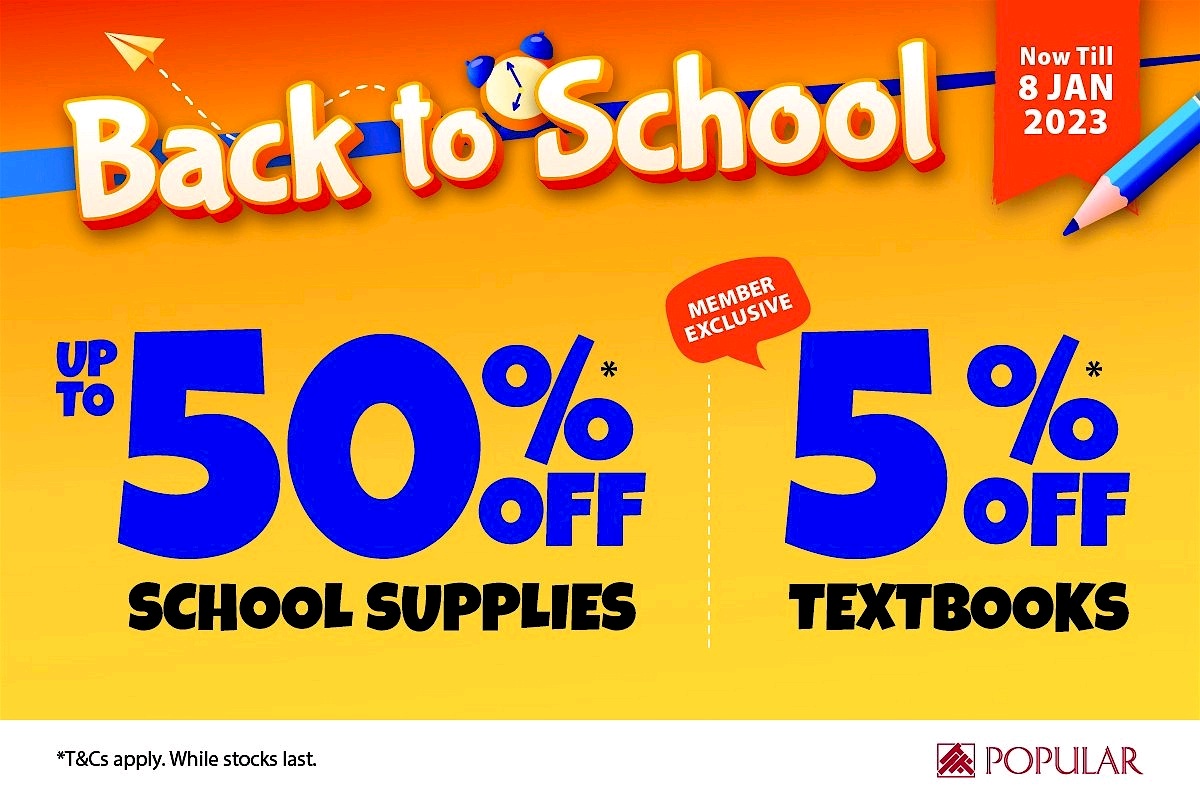 Back to School
Now Till
8 JAN
2023
UP
TO
50%*
OFF
SCHOOL SUPPLIES
MEMBER
EXCLUSIVE
5%*
OFF
TEXTBOOKS
*T&Cs apply. While stocks last.
POPULAR